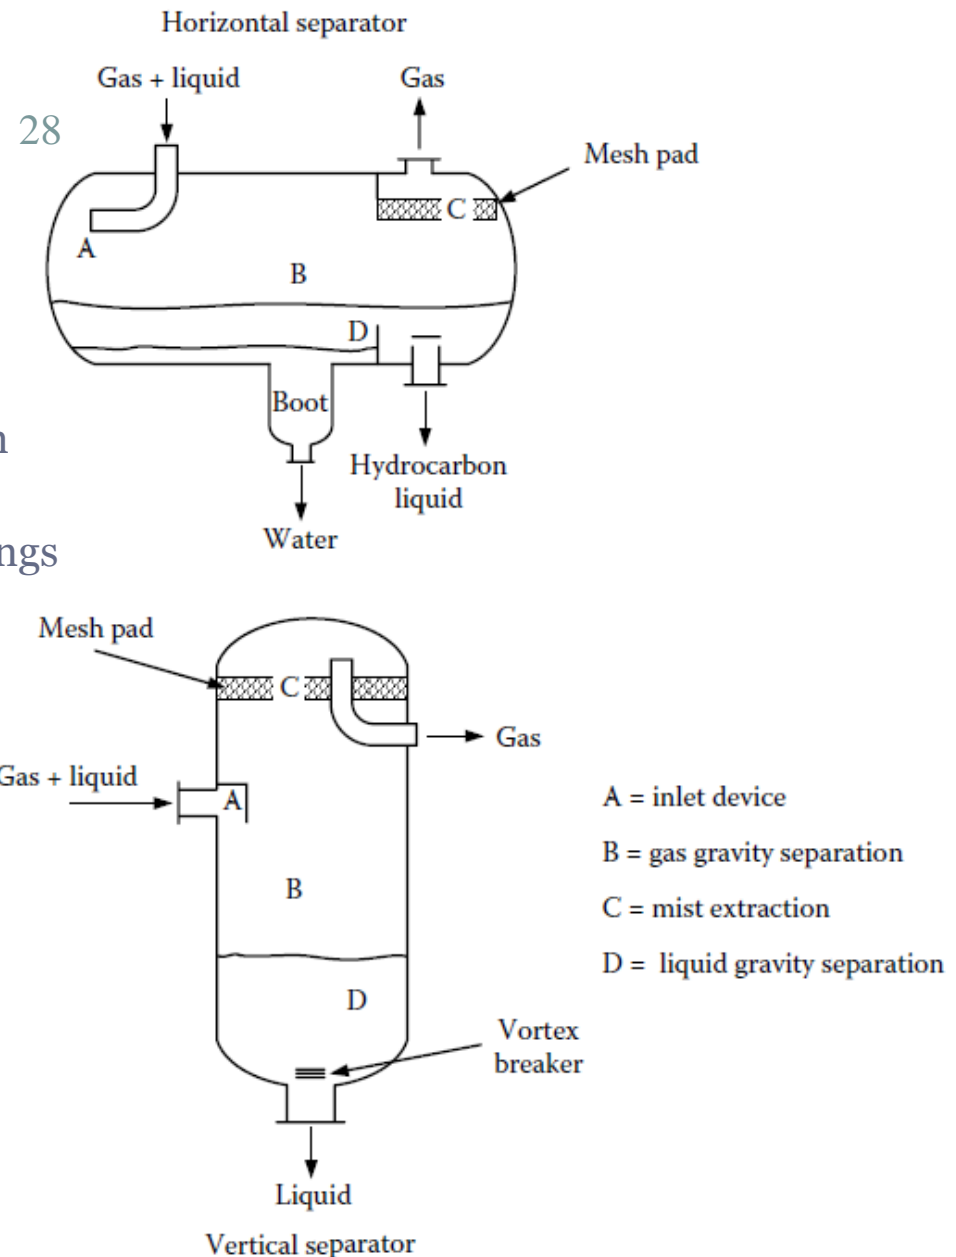 Horizontal separator
Gas + liquid
Gas
28
Mesh pad
C
A
B
D
Boot
Hydrocarbon
liquid
Water
ngs
Mesh pad
C
Gas
Gas + liquid
A
A = inlet device
B = gas gravity separation
B
C = mist extraction
D = liquid gravity separation
D
Vortex
breaker
Liquid
Vertical separator